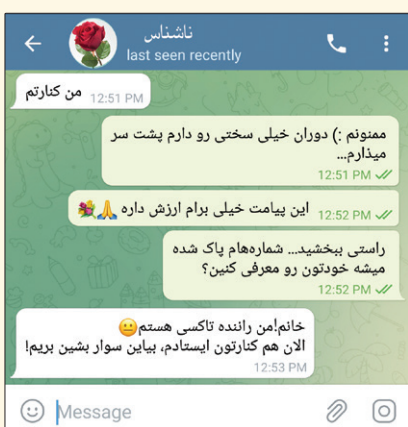 ناشناس
last seen recently
من کنارتم
12:51 PM
ممنونم :) دوران خیلی سختی رو دارم پشت سر
میذارم...
12:51 PM
این پیامت خیلی برام ارزش داره 🙏💐
12:52 PM
راستی ببخشید... شماره‌هام پاک شده
میشه خودتون رو معرفی کنین؟
12:52 PM
خانم!من راننده تاکسی هستم😐
الان هم کنارتون ایستادم، بیاین سوار بشین بریم!
12:53 PM
Message